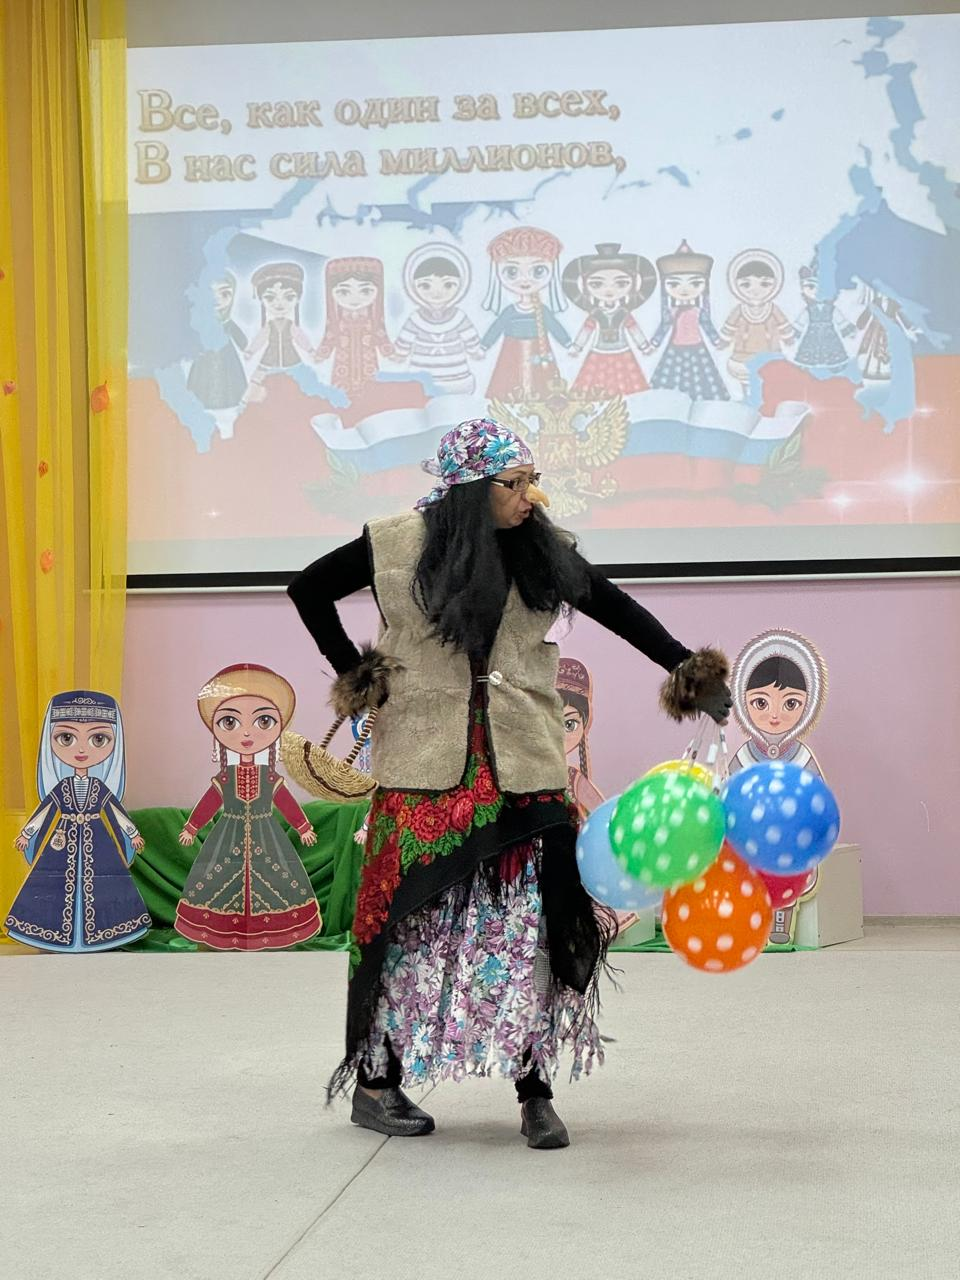 Все, как один за всех,
В нас сила миллионов,